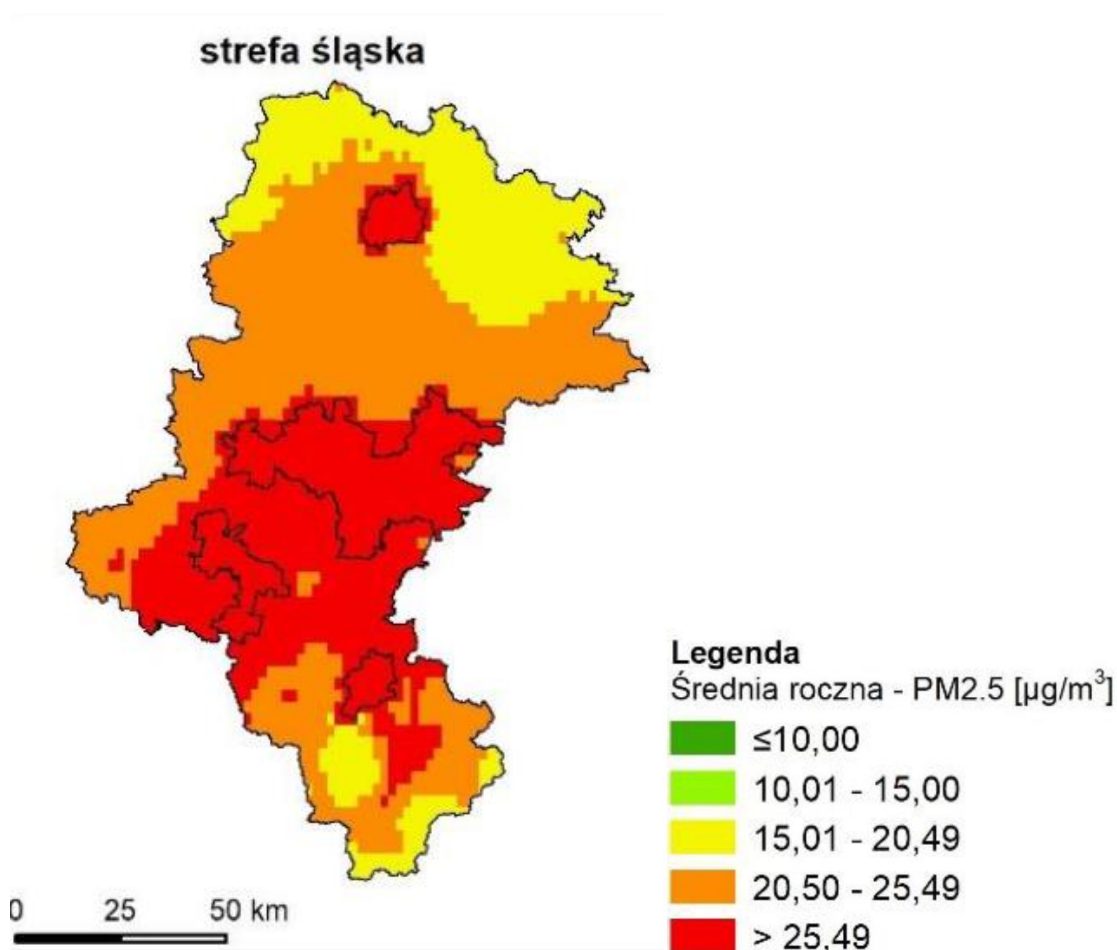 strefa śląska
Legenda
Średnia roczna - PM2.5 [µg/m³]
≤10,00
10,01 - 15,00
15,01 - 20,49
20,50 - 25,49
> 25,49
0 25 50 km